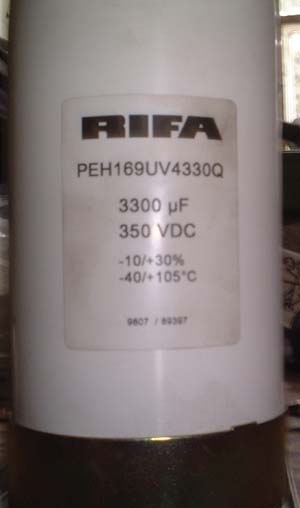 RIFA
PEH169UV4330Q
3300 µF
350 VDC
-10/+30%
-40/+105°C
9807 / 89397